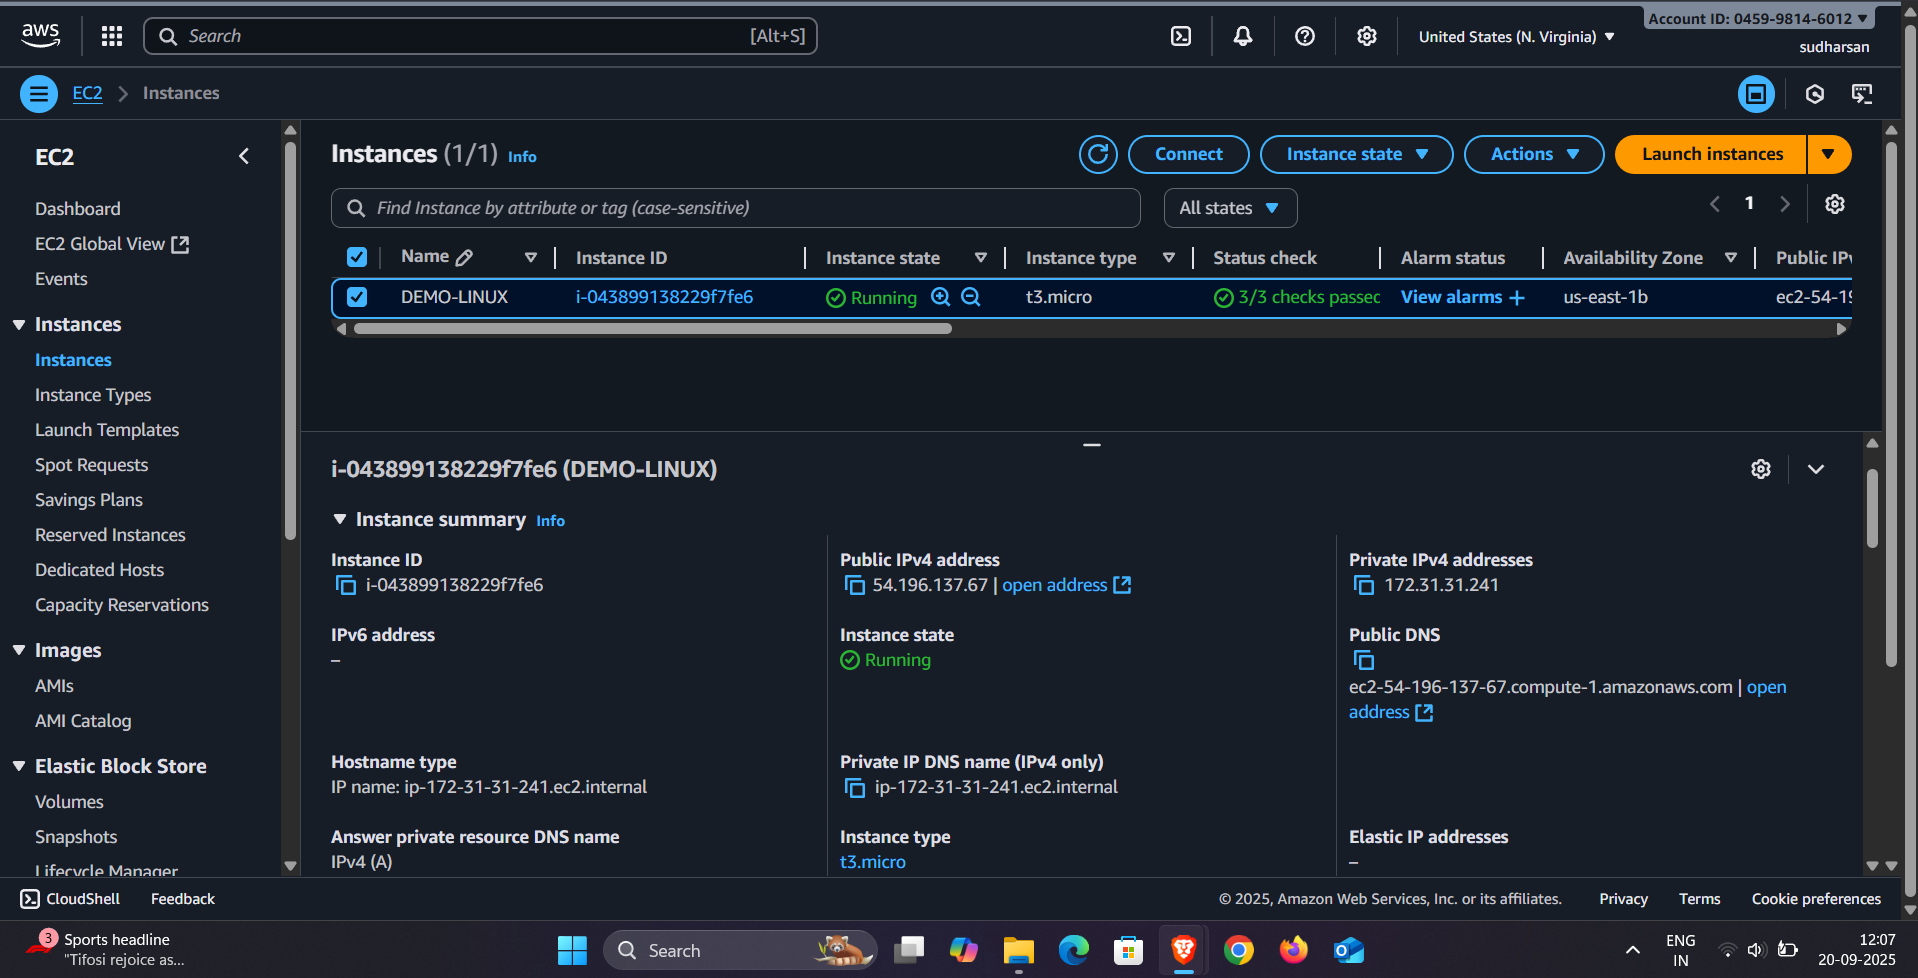 aws
Search
[Alt+S]
United States (N. Virginia)
Account ID: 0459-9814-6012
sudharsan
EC2
Instances
EC2
Dashboard
EC2 Global View
Events
Instances
Instances
Instance Types
Launch Templates
Spot Requests
Savings Plans
Reserved Instances
Dedicated Hosts
Capacity Reservations
Images
AMIs
AMI Catalog
Elastic Block Store
Volumes
Snapshots
Lifecycle Manager
Instances (1/1) Info
Connect
Instance state
Actions
Launch instances
Find Instance by attribute or tag (case-sensitive)
All states
1
Name Instance ID Instance state Instance type Status check Alarm status Availability Zone Public IPv
DEMO-LINUX i-043899138229f7fe6 Running t3.micro 3/3 checks passec View alarms + us-east-1b ec2-54-19
i-043899138229f7fe6 (DEMO-LINUX)
Instance summary Info
Instance ID
i-043899138229f7fe6
Public IPv4 address
54.196.137.67 | open address
Private IPv4 addresses
172.31.31.241
IPv6 address
–
Instance state
Running
Public DNS
ec2-54-196-137-67.compute-1.amazonaws.com | open
address
Hostname type
IP name: ip-172-31-31-241.ec2.internal
Private IP DNS name (IPv4 only)
ip-172-31-31-241.ec2.internal
Answer private resource DNS name
IPv4 (A)
Instance type
t3.micro
Elastic IP addresses
–
CloudShell
Feedback
© 2025, Amazon Web Services, Inc. or its affiliates.
Privacy
Terms
Cookie preferences
3
Sports headline
"Tifosi rejoice as...
Search
ENG
IN
12:07
20-09-2025